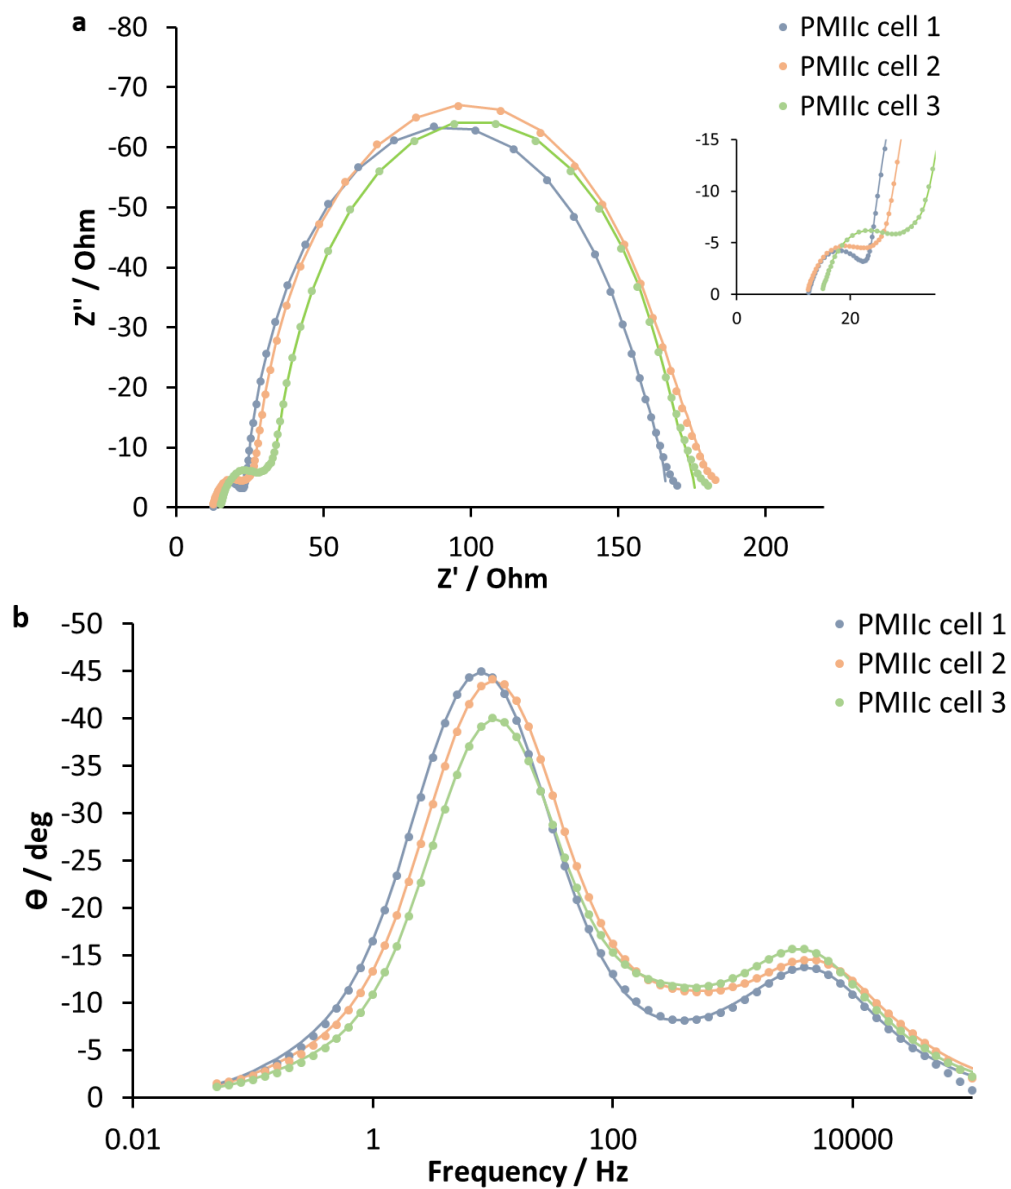 a
PMIIc cell 1
PMIIc cell 2
PMIIc cell 3
-80
-70
-60
-50
-40
-30
-20
-10
0
Z'' / Ohm
0 50 100 150 200
Z' / Ohm
-15
-10
-5
0
0 20
b
PMIIc cell 1
PMIIc cell 2
PMIIc cell 3
-50
-45
-40
-35
-30
-25
-20
-15
-10
-5
0
Θ / deg
0.01 1 100 10000
Frequency / Hz